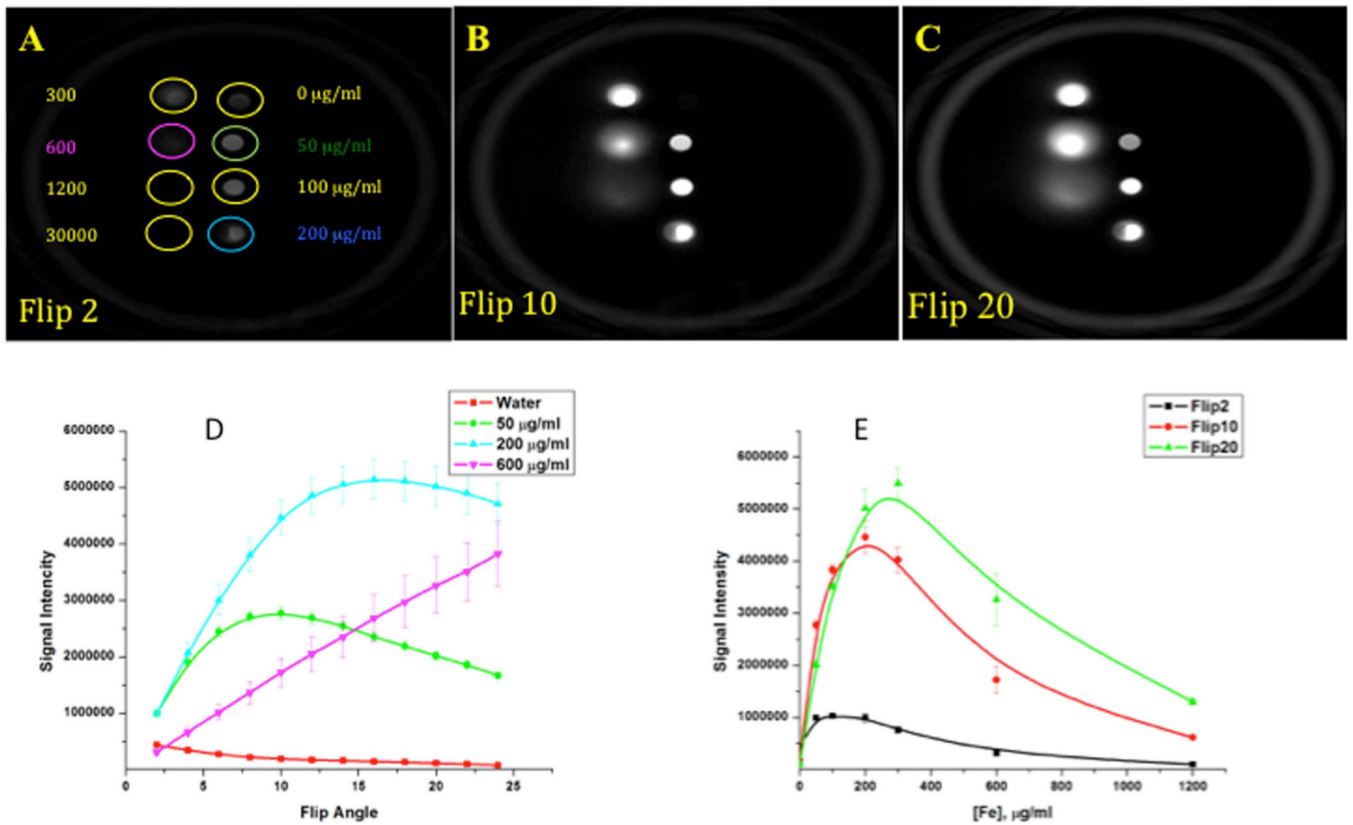 A
300
0 μg/ml
600
50 μg/ml
1200
100 μg/ml
30000
200 μg/ml
Flip 2
B
Flip 10
C
Flip 20
D
Water
50 μg/ml
200 μg/ml
600 μg/ml
6000000
5000000
4000000
3000000
2000000
1000000
0
5
10
15
20
25
Signal Intencity
Flip Angle
E
Flip2
Flip10
Flip20
6000000
5000000
4000000
3000000
2000000
1000000
0
200
400
600
800
1000
1200
Signal Intensity
[Fe], μg/ml